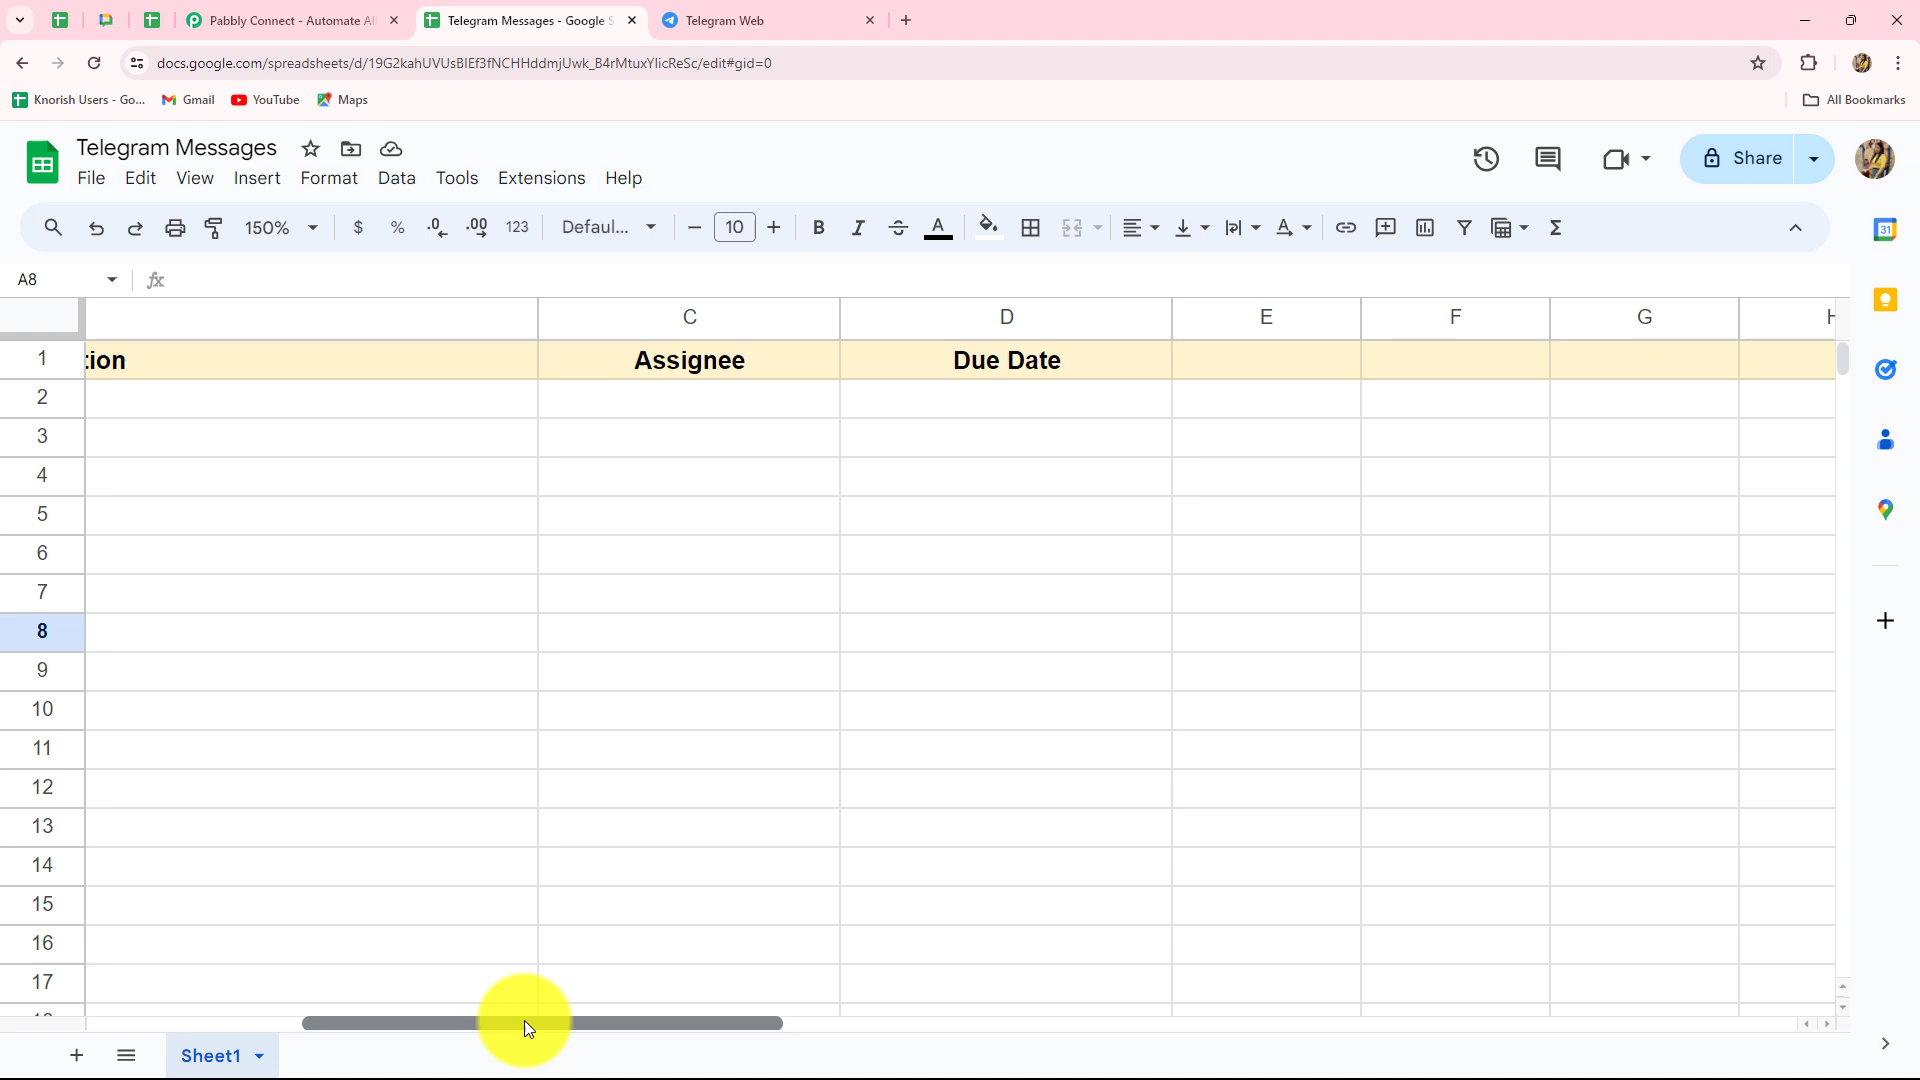 Pabbly Connect - Automate Al
Telegram Messages - Google S
Telegram Web
docs.google.com/spreadsheets/d/19G2kahUVUsBIEf3fNCHHddmjUwk_B4rMtuxYlicReSc/edit#gid=0
Knorish Users - Go...
Gmail
YouTube
Maps
All Bookmarks
Telegram Messages
File Edit View Insert Format Data Tools Extensions Help
Share
150%
$ % .0 .00 123
Defaul...
10
B I S A
Σ
31
A8
fx
C D E F G H
1 tion Assignee Due Date
2
3
4
5
6
7
8
9
10
11
12
13
14
15
16
17
Sheet1